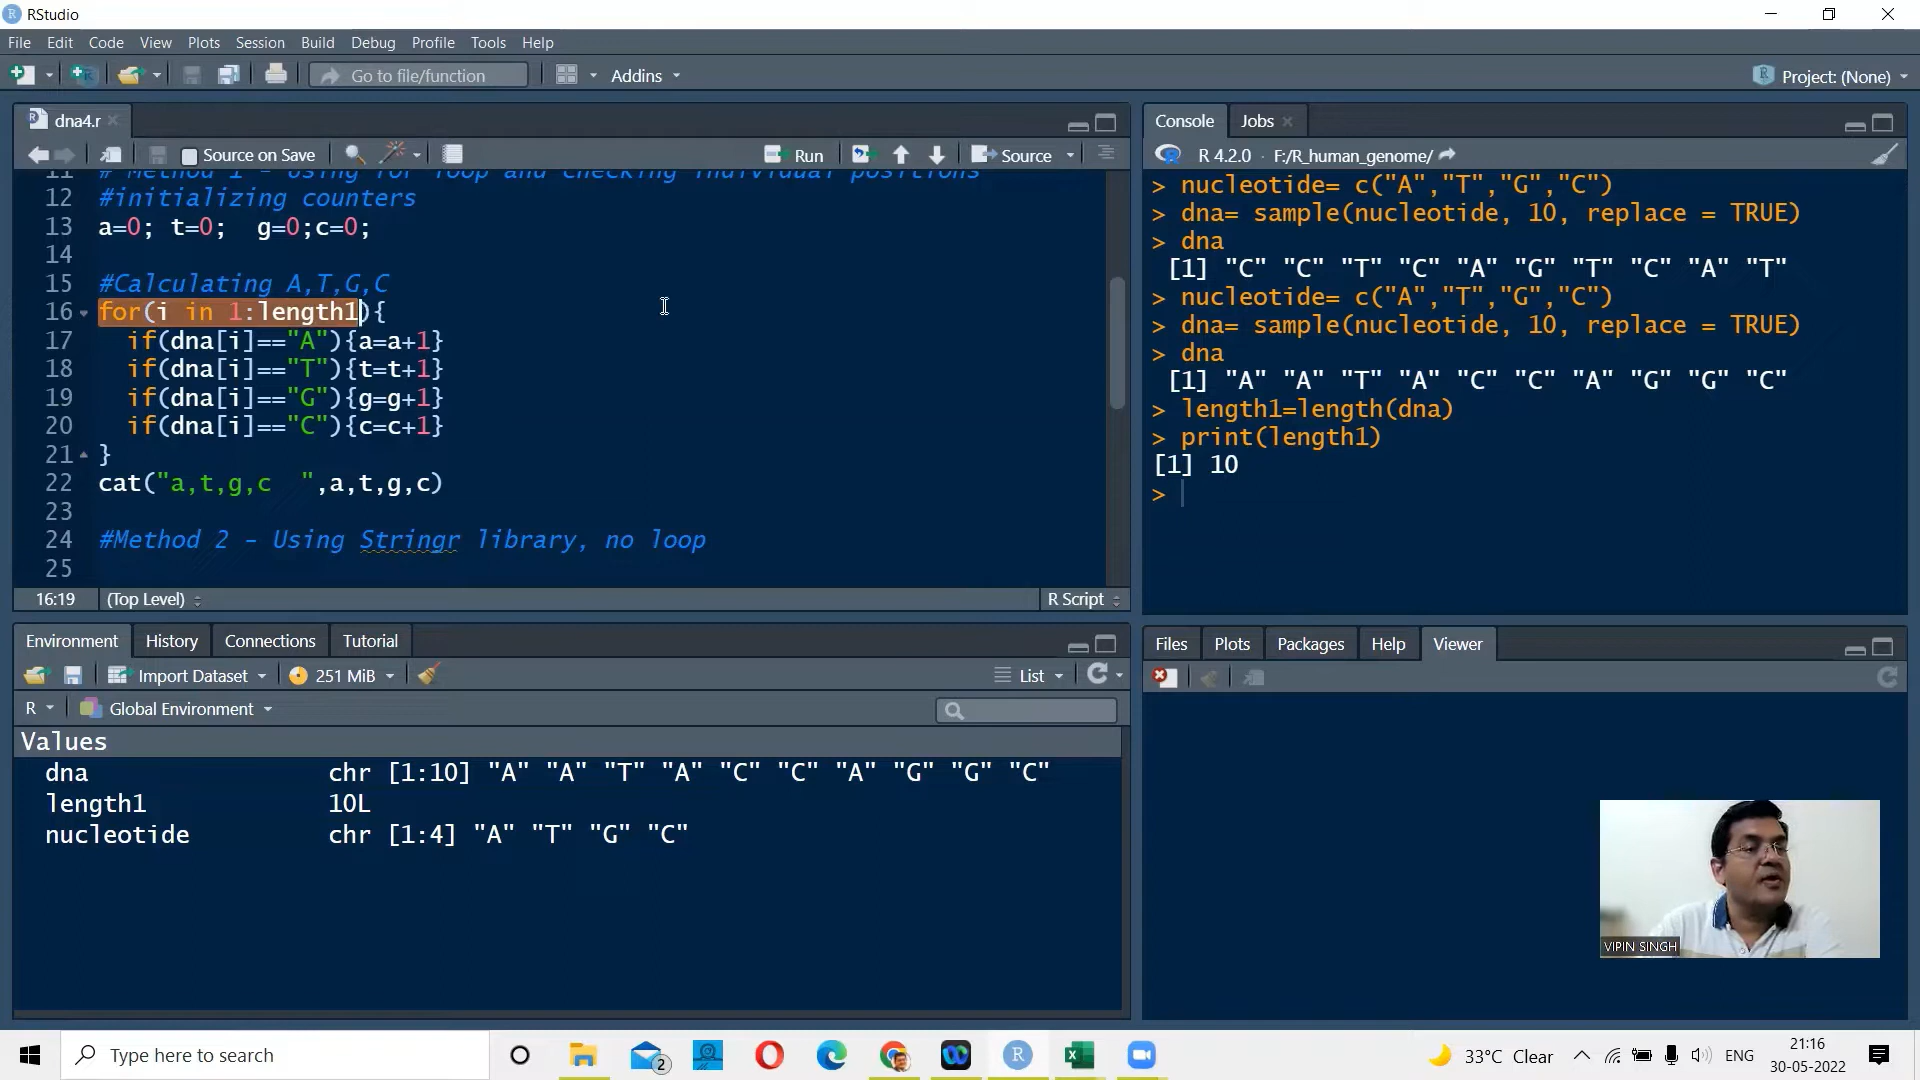 RStudio
File Edit Code View Plots Session Build Debug Profile Tools Help
Go to file/function Addins Project: (None)
dna4.r
Source on Save Run Source
11 # Method 1 - Using for loop and checking individual positions
12 #initializing counters
13 a=0; t=0;  g=0;c=0;
14
15 #Calculating A,T,G,C
16 for(i in 1:length1){
17   if(dna[i]=="A"){a=a+1}
18   if(dna[i]=="T"){t=t+1}
19   if(dna[i]=="G"){g=g+1}
20   if(dna[i]=="C"){c=c+1}
21 }
22 cat("a,t,g,c  ",a,t,g,c)
23
24 #Method 2 - Using Stringr library, no loop
25
16:19 (Top Level) R Script
Console Jobs
R 4.2.0 · F:/R_human_genome/
> nucleotide= c("A","T","G","C")
> dna= sample(nucleotide, 10, replace = TRUE)
> dna
[1] "C" "C" "T" "C" "A" "G" "T" "C" "A" "T"
> nucleotide= c("A","T","G","C")
> dna= sample(nucleotide, 10, replace = TRUE)
> dna
[1] "A" "A" "T" "A" "C" "C" "A" "G" "G" "C"
> length1=length(dna)
> print(length1)
[1] 10
>
Environment History Connections Tutorial
Import Dataset 251 MiB List
R Global Environment
Values
dna chr [1:10] "A" "A" "T" "A" "C" "C" "A" "G" "G" "C"
length1 10L
nucleotide chr [1:4] "A" "T" "G" "C"
Files Plots Packages Help Viewer
VIPIN SINGH
Type here to search
2
33°C Clear ENG
21:16
30-05-2022